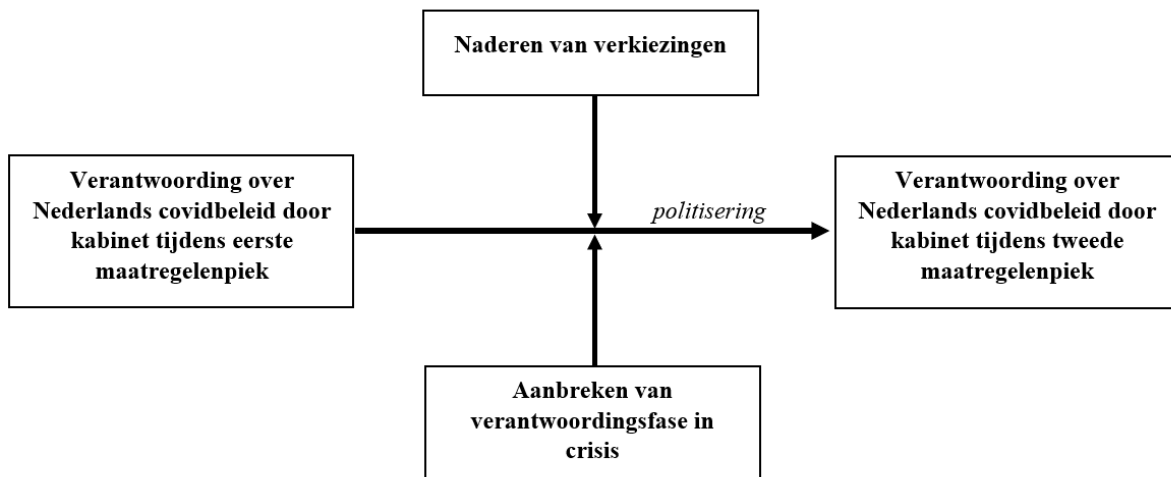 Naderen van verkiezingen
Verantwoording over
Nederlands covidbeleid door
kabinet tijdens eerste
maatregelenpiek
politisering
Verantwoording over
Nederlands covidbeleid door
kabinet tijdens tweede
maatregelenpiek
Aanbreken van
verantwoordingsfase in
crisis